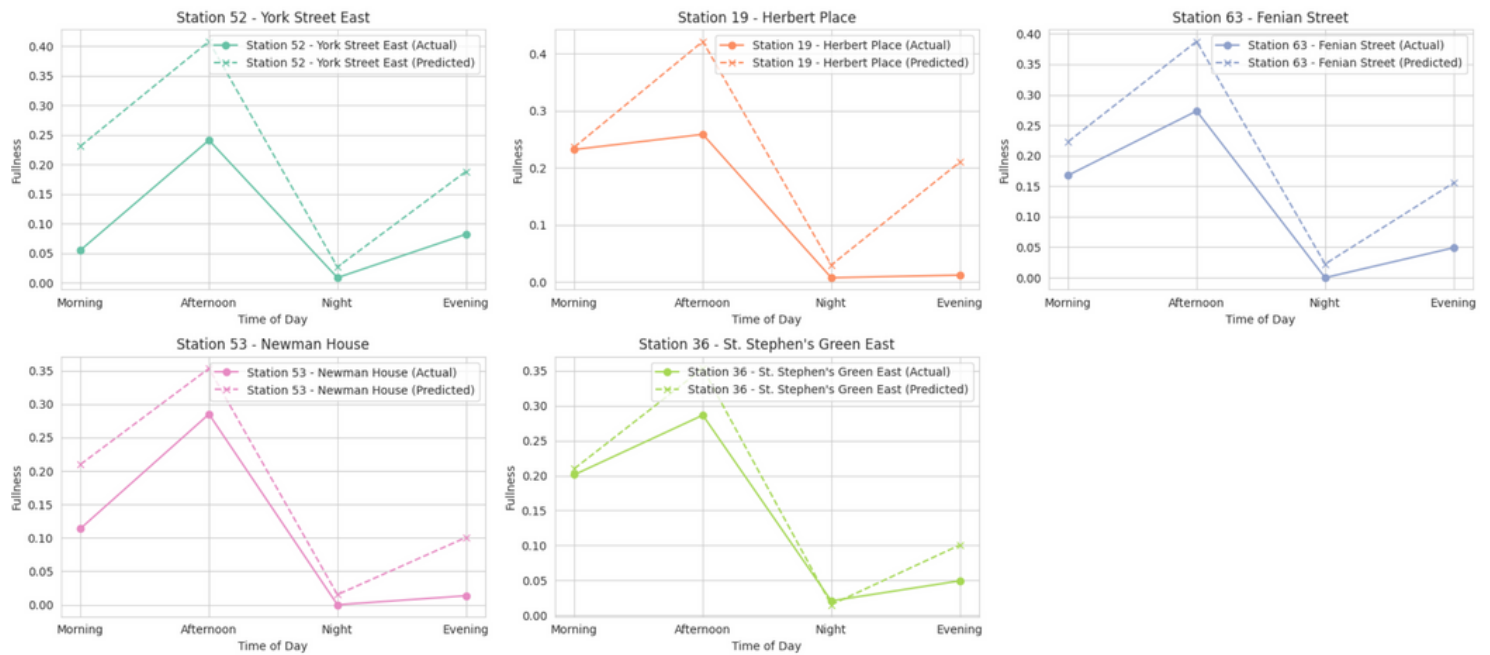 Station 52 - York Street East
Station 52 - York Street East (Actual)
Station 52 - York Street East (Predicted)
0.40
0.35
0.30
0.25
0.20
0.15
0.10
0.05
0.00
Fullness
Morning Afternoon Night Evening
Time of Day
Station 19 - Herbert Place
Station 19 - Herbert Place (Actual)
Station 19 - Herbert Place (Predicted)
0.4
0.3
0.2
0.1
0.0
Fullness
Morning Afternoon Night Evening
Time of Day
Station 63 - Fenian Street
Station 63 - Fenian Street (Actual)
Station 63 - Fenian Street (Predicted)
0.40
0.35
0.30
0.25
0.20
0.15
0.10
0.05
0.00
Fullness
Morning Afternoon Night Evening
Time of Day
Station 53 - Newman House
Station 53 - Newman House (Actual)
Station 53 - Newman House (Predicted)
0.35
0.30
0.25
0.20
0.15
0.10
0.05
0.00
Fullness
Morning Afternoon Night Evening
Time of Day
Station 36 - St. Stephen's Green East
Station 36 - St. Stephen's Green East (Actual)
Station 36 - St. Stephen's Green East (Predicted)
0.35
0.30
0.25
0.20
0.15
0.10
0.05
0.00
Fullness
Morning Afternoon Night Evening
Time of Day